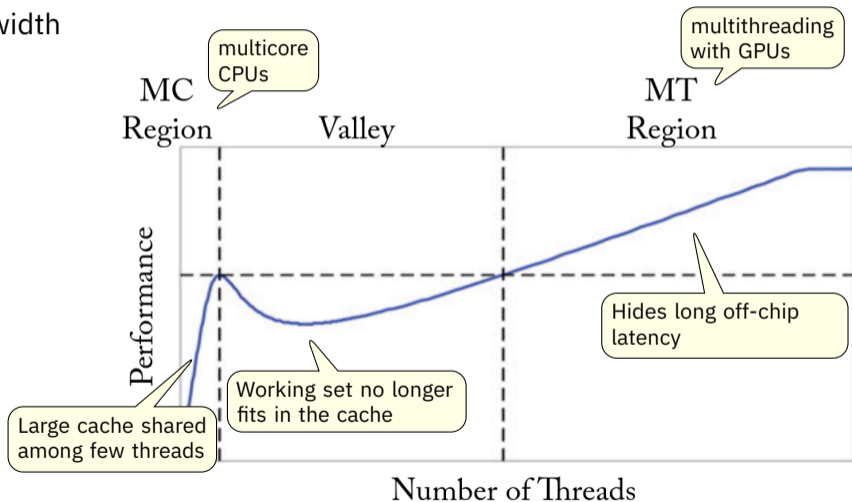 multicore
CPUs
multithreading
with GPUs
MC
Region
Valley
MT
Region
Performance
Hides long off-chip
latency
Working set no longer
fits in the cache
Large cache shared
among few threads
Number of Threads